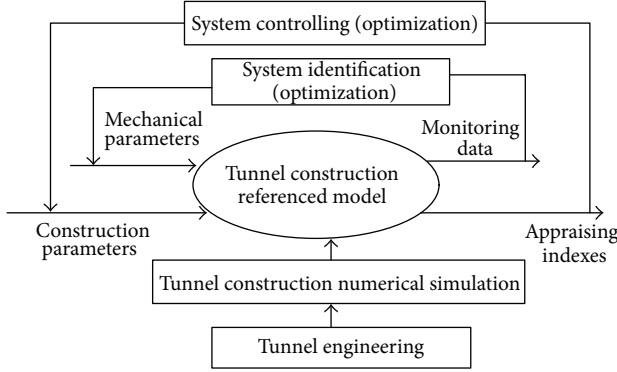 System controlling (optimization)
System identification
(optimization)
Mechanical
parameters
Monitoring
data
Tunnel construction
referenced model
Construction
parameters
Appraising
indexes
Tunnel construction numerical simulation
Tunnel engineering